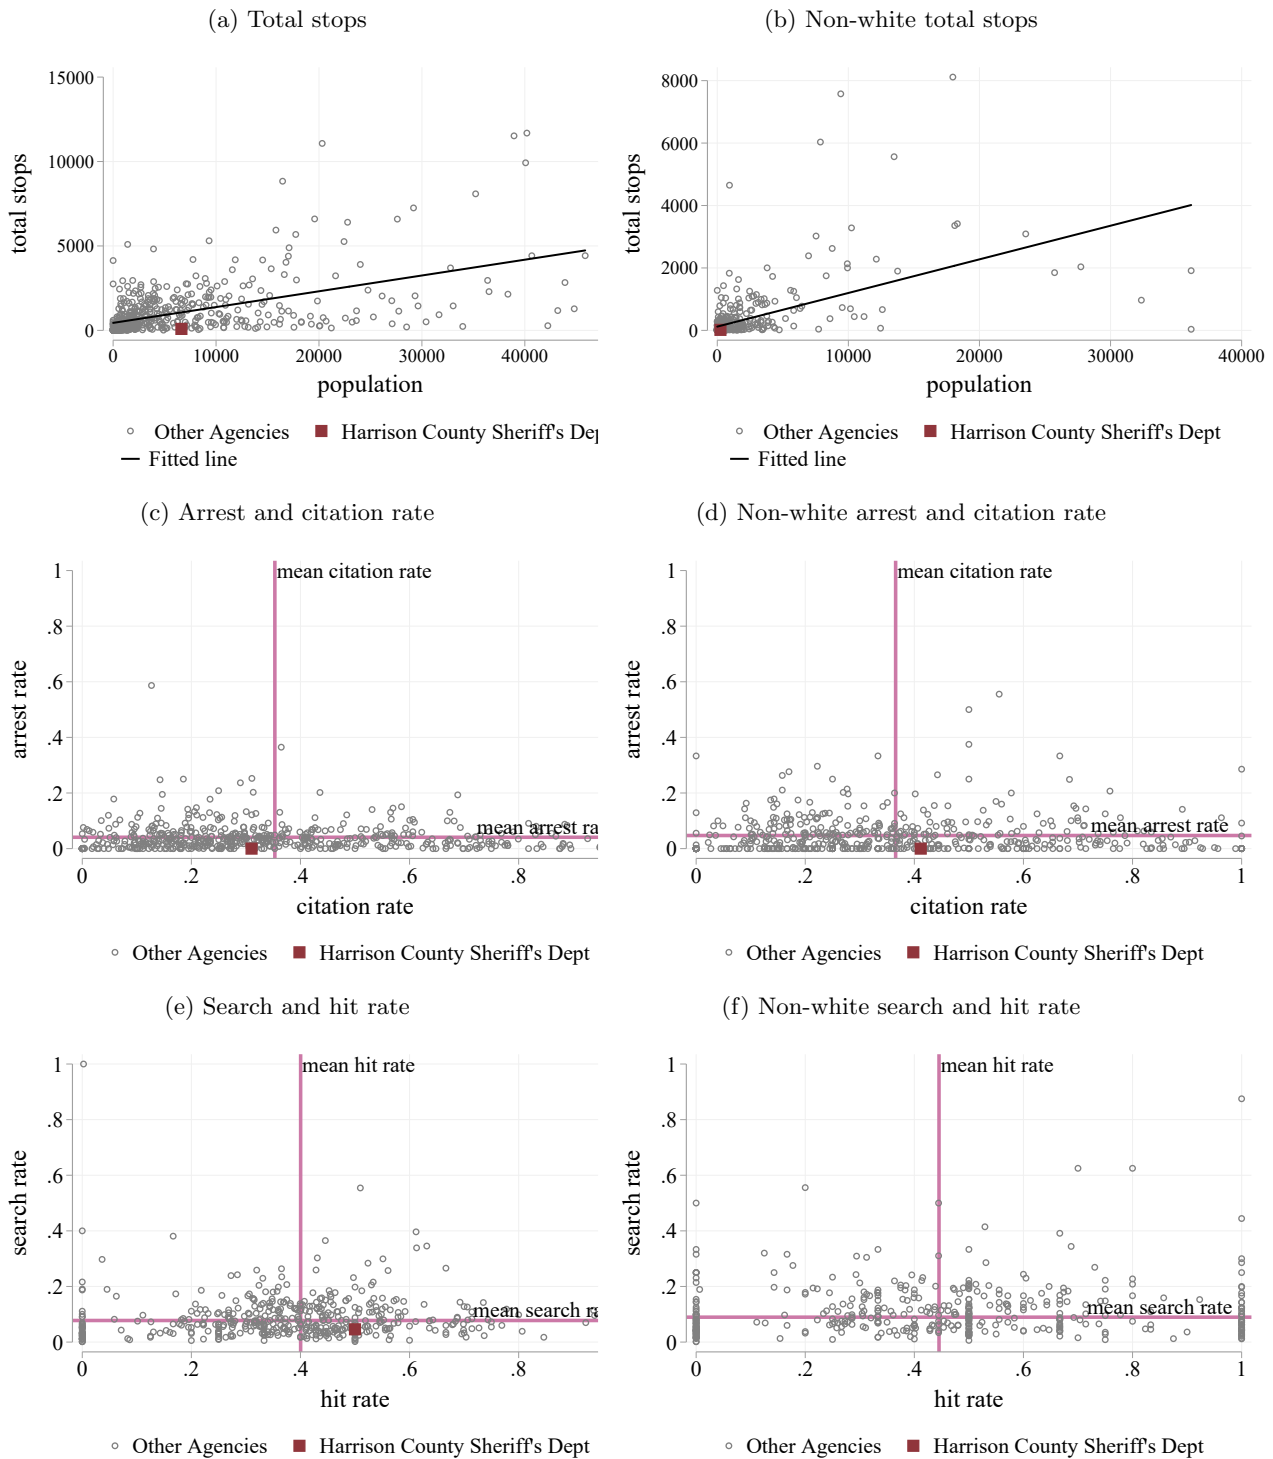 (a) Total stops
(b) Non-white total stops
15000
10000
5000
0
total stops
0 10000 20000 30000 40000
population
Other Agencies Harrison County Sheriff's Dep
Fitted line
8000
6000
4000
2000
0
total stops
0 10000 20000 30000 40000
population
Other Agencies Harrison County Sheriff's Dept
Fitted line
(c) Arrest and citation rate
(d) Non-white arrest and citation rate
mean citation rate
1
.8
.6
.4
.2
0
arrest rate
mean arrest ra
0 .2 .4 .6 .8
citation rate
Other Agencies Harrison County Sheriff's Dept
mean citation rate
1
.8
.6
.4
.2
0
arrest rate
mean arrest rate
0 .2 .4 .6 .8 1
citation rate
Other Agencies Harrison County Sheriff's Dept
(e) Search and hit rate
(f) Non-white search and hit rate
mean hit rate
1
.8
.6
.4
.2
0
search rate
mean search ra
0 .2 .4 .6 .8
hit rate
Other Agencies Harrison County Sheriff's Dept
mean hit rate
1
.8
.6
.4
.2
0
search rate
mean search rate
0 .2 .4 .6 .8 1
hit rate
Other Agencies Harrison County Sheriff's Dept